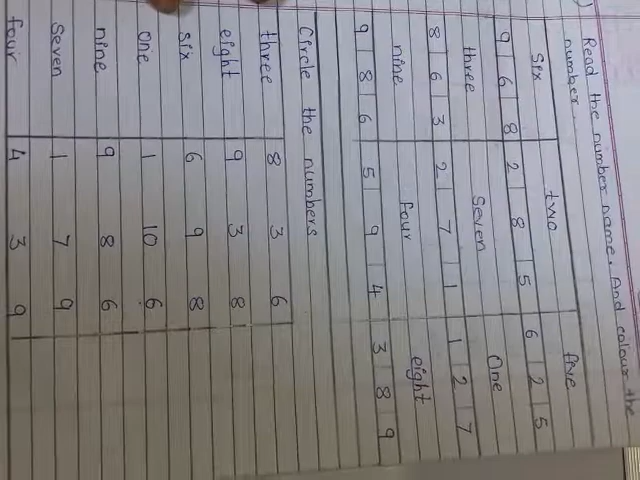 Read the number name. And colour the
number.
six two five
9 6 8 2 8 5 6 2 5
three seven one
8 6 3 2 7 1 1 2 7
nine four eight
9 8 6 5 9 4 3 8 9
Circle the numbers
three 8 3 6
eight 9 3 8
six 6 9 8
one 1 10 6
nine 9 8 6
seven 1 7 9
four 4 3 9